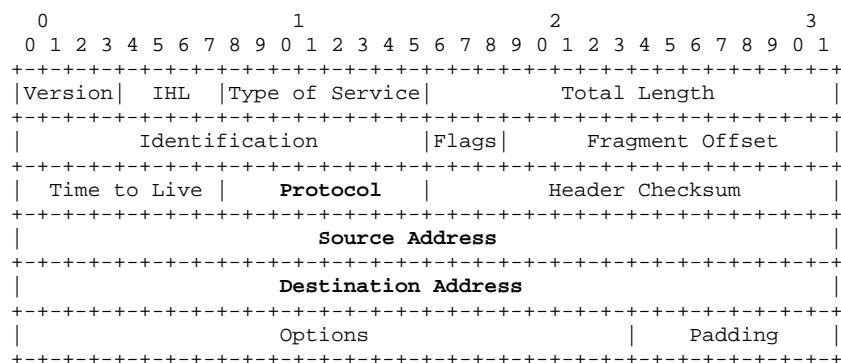 0                   1                   2                   3
0 1 2 3 4 5 6 7 8 9 0 1 2 3 4 5 6 7 8 9 0 1 2 3 4 5 6 7 8 9 0 1
+-+-+-+-+-+-+-+-+-+-+-+-+-+-+-+-+-+-+-+-+-+-+-+-+-+-+-+-+-+-+-+-+
|Version|  IHL  |Type of Service|          Total Length         |
+-+-+-+-+-+-+-+-+-+-+-+-+-+-+-+-+-+-+-+-+-+-+-+-+-+-+-+-+-+-+-+-+
|         Identification        |Flags|      Fragment Offset    |
+-+-+-+-+-+-+-+-+-+-+-+-+-+-+-+-+-+-+-+-+-+-+-+-+-+-+-+-+-+-+-+-+
|  Time to Live |    Protocol   |         Header Checksum       |
+-+-+-+-+-+-+-+-+-+-+-+-+-+-+-+-+-+-+-+-+-+-+-+-+-+-+-+-+-+-+-+-+
|                       Source Address                          |
+-+-+-+-+-+-+-+-+-+-+-+-+-+-+-+-+-+-+-+-+-+-+-+-+-+-+-+-+-+-+-+-+
|                    Destination Address                        |
+-+-+-+-+-+-+-+-+-+-+-+-+-+-+-+-+-+-+-+-+-+-+-+-+-+-+-+-+-+-+-+-+
|                    Options                    |    Padding    |
+-+-+-+-+-+-+-+-+-+-+-+-+-+-+-+-+-+-+-+-+-+-+-+-+-+-+-+-+-+-+-+-+